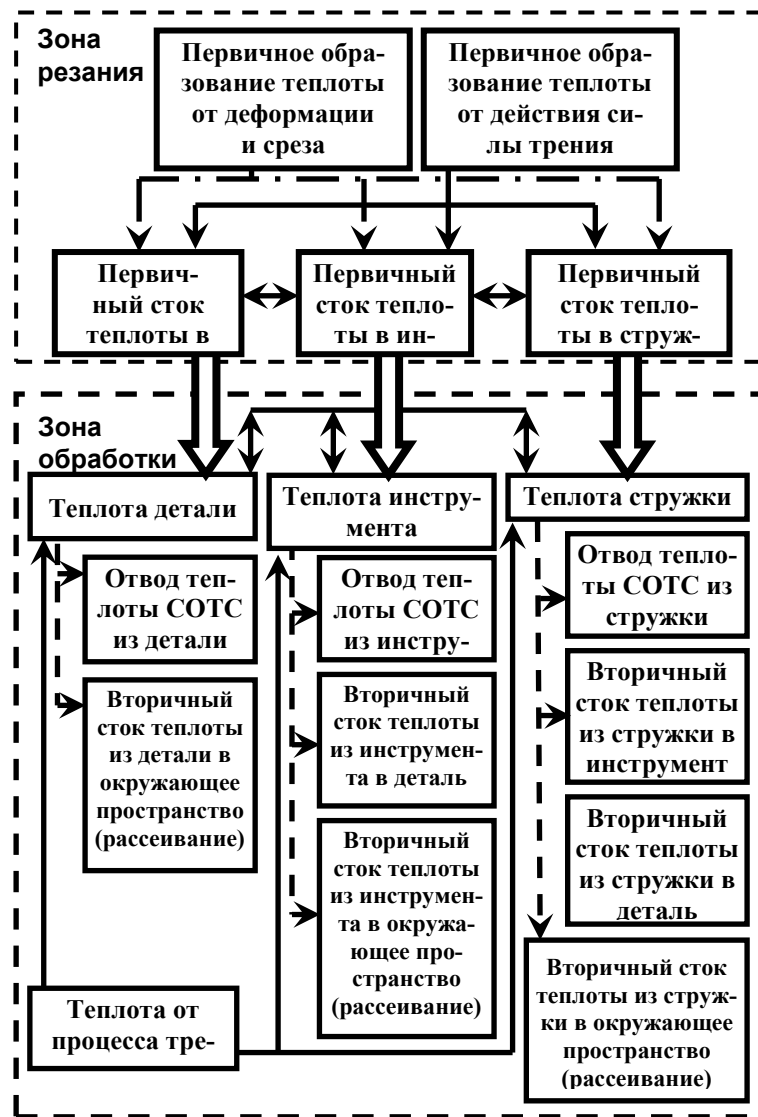 Зона
резания
Первичное обра-
зование теплоты
от деформации
и среза
Первичное обра-
зование теплоты
от действия си-
лы трения
Первич-
ный сток
теплоты в
Первичный
сток тепло-
ты в ин-
Первичный
сток тепло-
ты в струж-
Зона
обработки
Теплота детали
Теплота инстру-
мента
Теплота стружки
Отвод теп-
лоты СОТС
из детали
Вторичный
сток теплоты
из детали в
окружающее
пространство
(рассеивание)
Отвод теп-
лоты СОТС
из инстру-
Вторичный
сток теплоты
из инструмен-
та в деталь
Вторичный
сток теплоты
из инструмен-
та в окружа-
ющее про-
странство
(рассеивание)
Отвод тепло-
ты СОТС из
стружки
Вторичный
сток теплоты
из стружки в
инструмент
Вторичный
сток теплоты
из стружки в
деталь
Вторичный сток
теплоты из струж-
ки в окружающее
пространство
(рассеивание)
Теплота от
процесса тре-